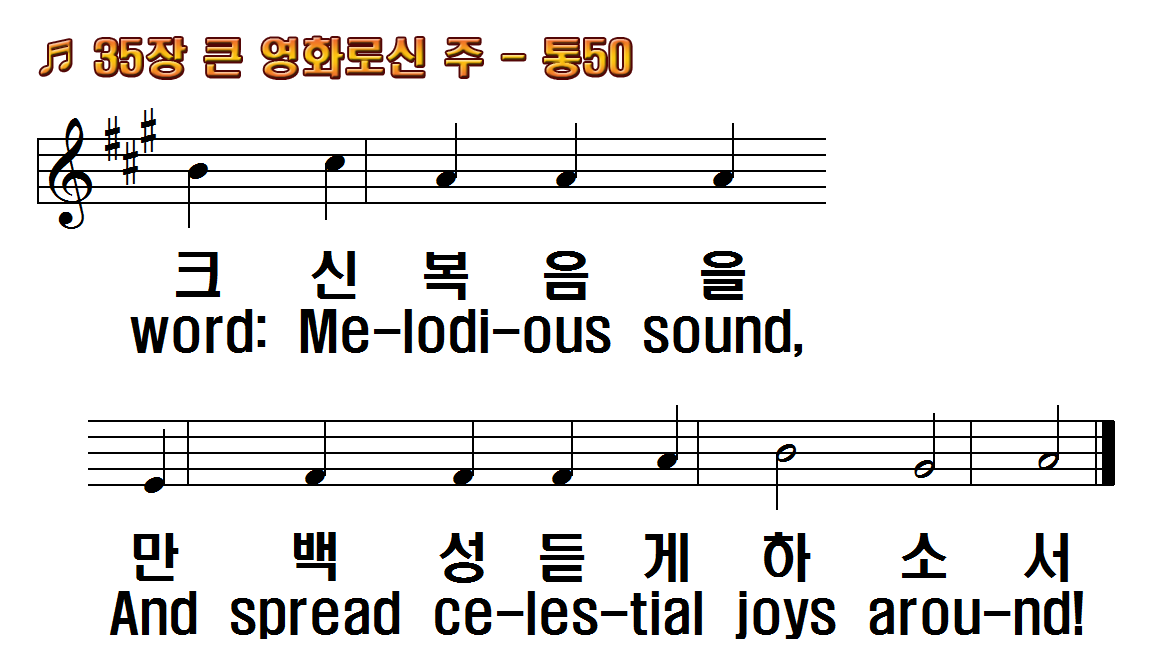 35장 큰 영화로신 주 - 통50
크 신 복 음 을
word: Me-lodi-ous sound,
만 백 성 듣 게 하 소 서
And spread ce-les-tial joys arou-nd!